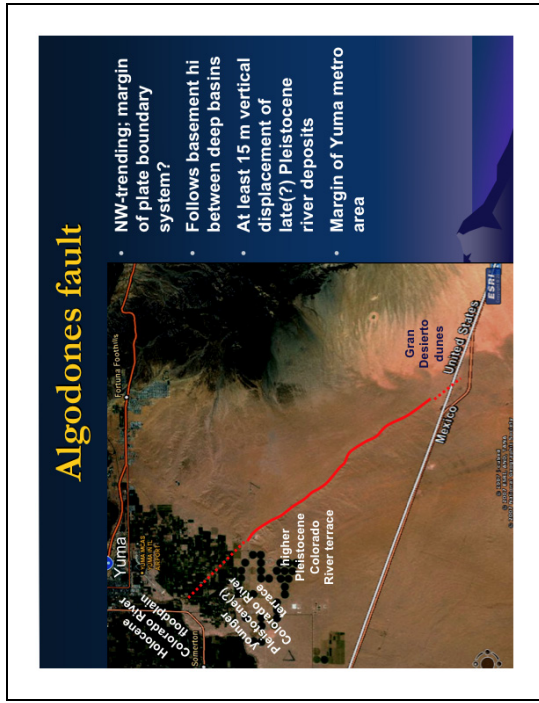 Algodones fault
• NW-trending; margin
of plate boundary
system?
• Follows basement hi
between deep basins
• At least 15 m vertical
displacement of
late(?) Pleistocene
river deposits
• Margin of Yuma metro
area
Yuma
Fortuna Foothills
Holocene
Colorado River
floodplain
Somerton
younger
Pleistocene(?)
Colorado River
terrace
higher
Pleistocene
Colorado
River terrace
Gran
Desierto
dunes
Mexico
United States
ESRI